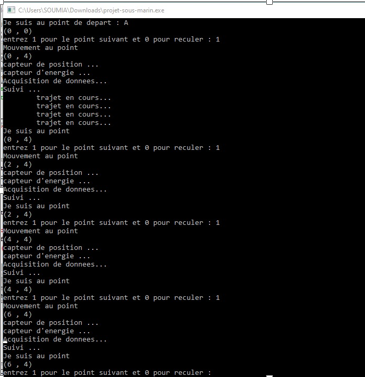 C:\Users\SOUMIA\Downloads\projet-sous-marin.exe
Je suis au point de depart : A
(0 , 0)
entrez 1 pour le point suivant et 0 pour reculer : 1
Mouvement au point
(0 , 4)
capteur de position ...
capteur d'energie ...
Acquisition de donnees...
Suivi ...
trajet en cours...
trajet en cours...
trajet en cours...
trajet en cours...
Je suis au point
(0 , 4)
entrez 1 pour le point suivant et 0 pour reculer : 1
Mouvement au point
(2 , 4)
capteur de position ...
capteur d'energie ...
Acquisition de donnees...
Suivi ...
Je suis au point
(2 , 4)
entrez 1 pour le point suivant et 0 pour reculer : 1
Mouvement au point
(4 , 4)
capteur de position ...
capteur d'energie ...
Acquisition de donnees...
Suivi ...
Je suis au point
(4 , 4)
entrez 1 pour le point suivant et 0 pour reculer : 1
Mouvement au point
(6 , 4)
capteur de position ...
capteur d'energie ...
Acquisition de donnees...
Suivi ...
Je suis au point
(6 , 4)
entrez 1 pour le point suivant et 0 pour reculer :